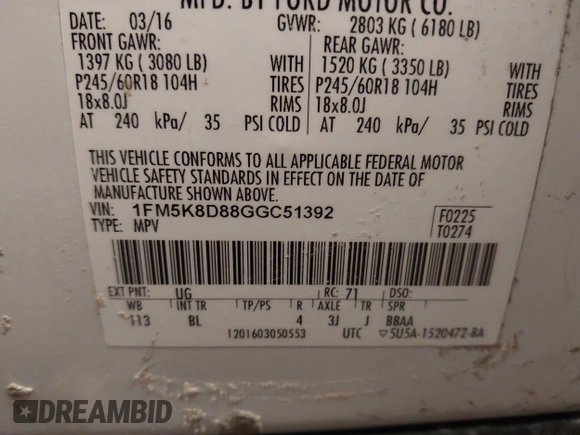 MFD. BY FORD MOTOR CO.
DATE: 03/16 GVWR: 2803 KG ( 6180 LB)
FRONT GAWR: REAR GAWR:
1397 KG ( 3080 LB) WITH 1520 KG ( 3350 LB) WITH
P245/60R18 104H TIRES P245/60R18 104H TIRES
18x8.0J RIMS 18x8.0J RIMS
AT 240 kPa/ 35 PSI COLD AT 240 kPa/ 35 PSI COLD
THIS VEHICLE CONFORMS TO ALL APPLICABLE FEDERAL MOTOR
VEHICLE SAFETY STANDARDS IN EFFECT ON THE DATE OF
MANUFACTURE SHOWN ABOVE.
VIN: 1FM5K8D88GGC51392 F0225
TYPE: MPV T0274
EXT PNT: UG RC: 71 DSO:
WB INT TR TP/PS R AXLE TR SPR
113 BL 4 3J J BBAA
1201603050553 UTC ▽5U5A-1520472-BA
DREAMBID